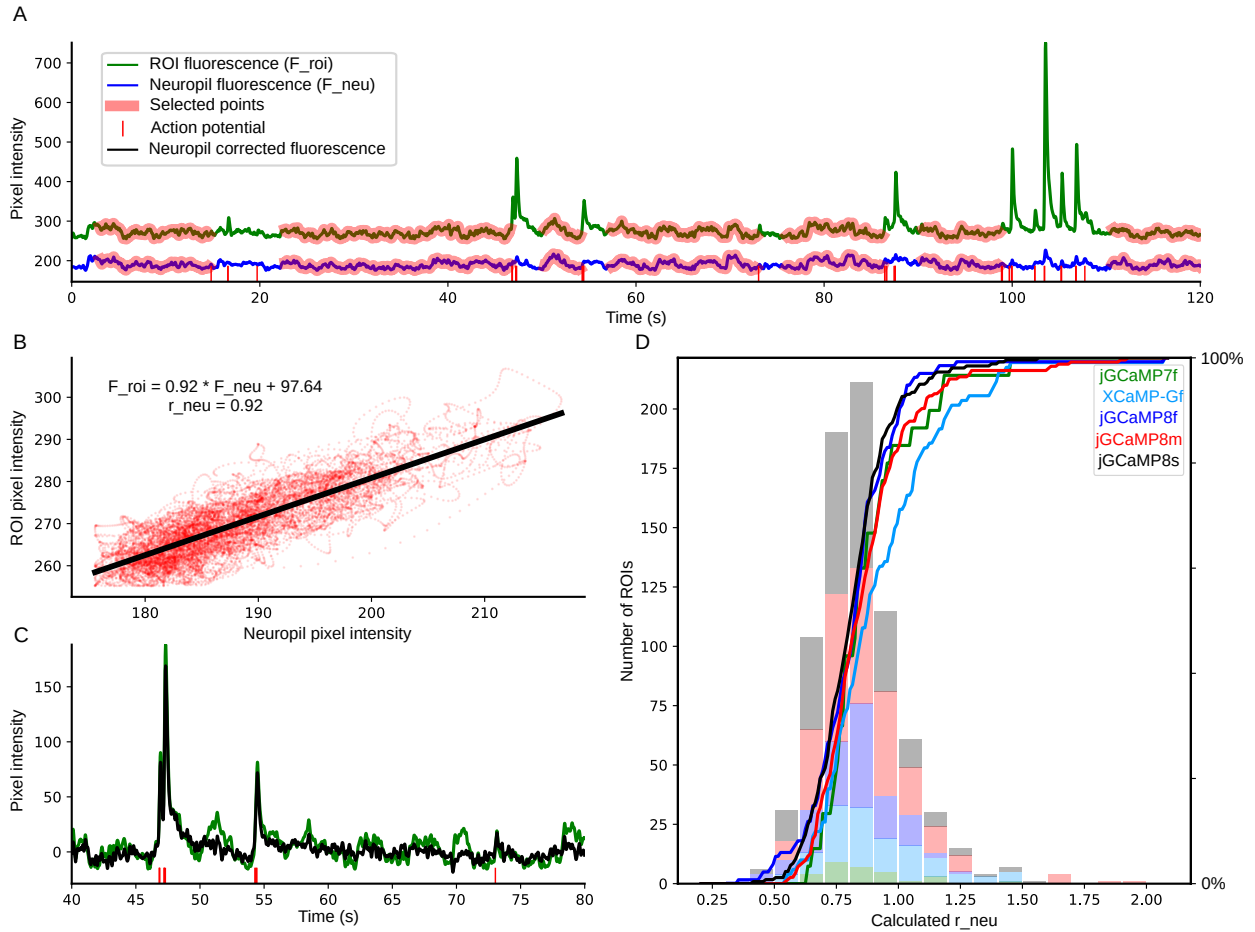 A
Pixel intensity
700
600
500
400
300
200
ROI fluorescence (F_roi)
Neuropil fluorescence (F_neu)
Selected points
Action potential
Neuropil corrected fluorescence
0
20
40
60
80
100
120
Time (s)
B
ROI pixel intensity
300
290
280
270
260
F_roi = 0.92 * F_neu + 97.64
r_neu = 0.92
180
190
200
210
Neuropil pixel intensity
C
Pixel intensity
150
100
50
0
40
45
50
55
60
65
70
75
80
Time (s)
D
Number of ROIs
200
175
150
125
100
75
50
25
0
100%
0%
jGCaMP7f
XCaMP-Gf
jGCaMP8f
jGCaMP8m
jGCaMP8s
0.25
0.50
0.75
1.00
1.25
1.50
1.75
2.00
Calculated r_neu